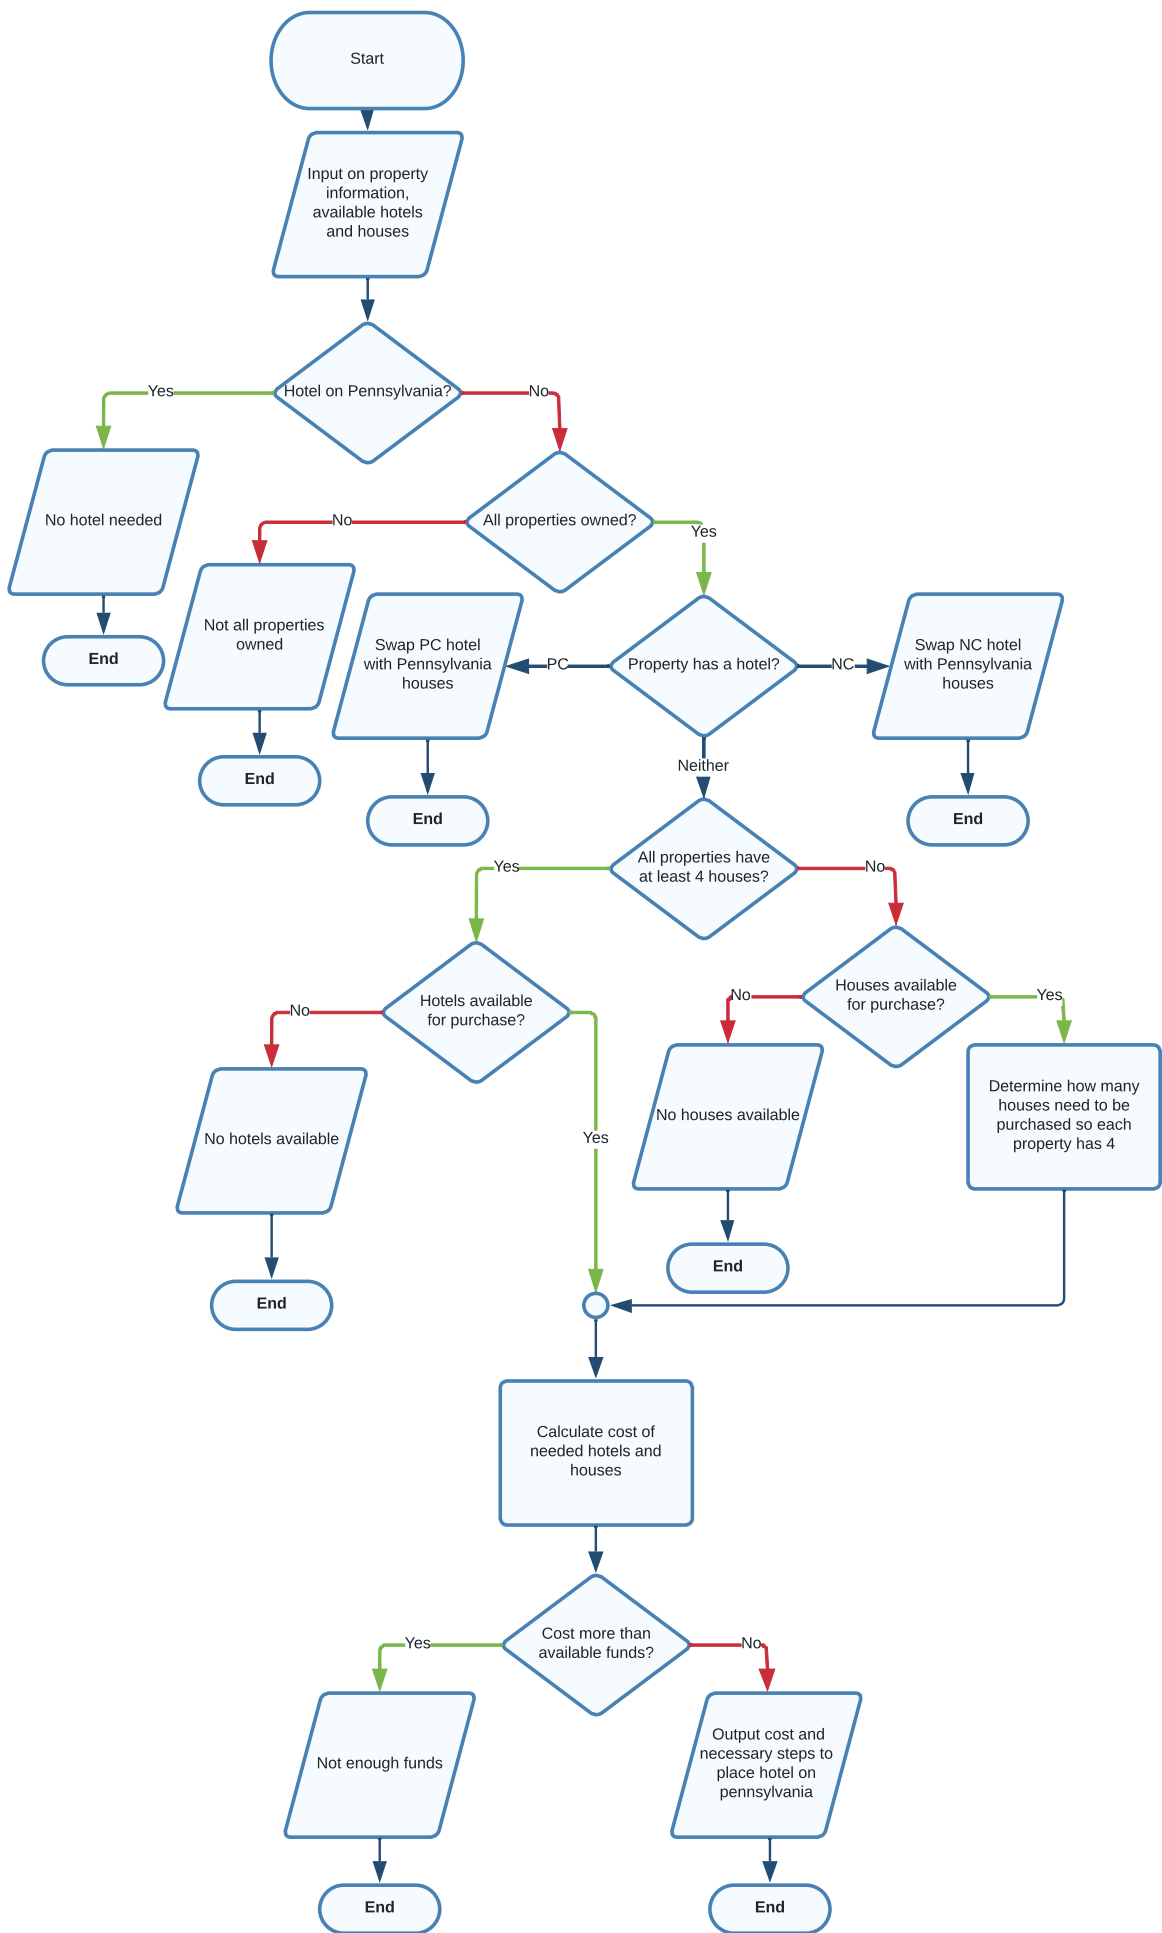 Start
Input on property
information,
available hotels
and houses
Hotel on Pennsylvania?
Yes
No
No hotel needed
End
All properties owned?
No
Yes
Not all properties
owned
End
Property has a hotel?
PC
NC
Neither
Swap PC hotel
with Pennsylvania
houses
End
Swap NC hotel
with Pennsylvania
houses
End
All properties have
at least 4 houses?
Yes
No
Hotels available
for purchase?
No
Yes
No hotels available
End
Houses available
for purchase?
No
Yes
No houses available
End
Determine how many
houses need to be
purchased so each
property has 4
Calculate cost of
needed hotels and
houses
Cost more than
available funds?
Yes
No
Not enough funds
End
Output cost and
necessary steps to
place hotel on
pennsylvania
End